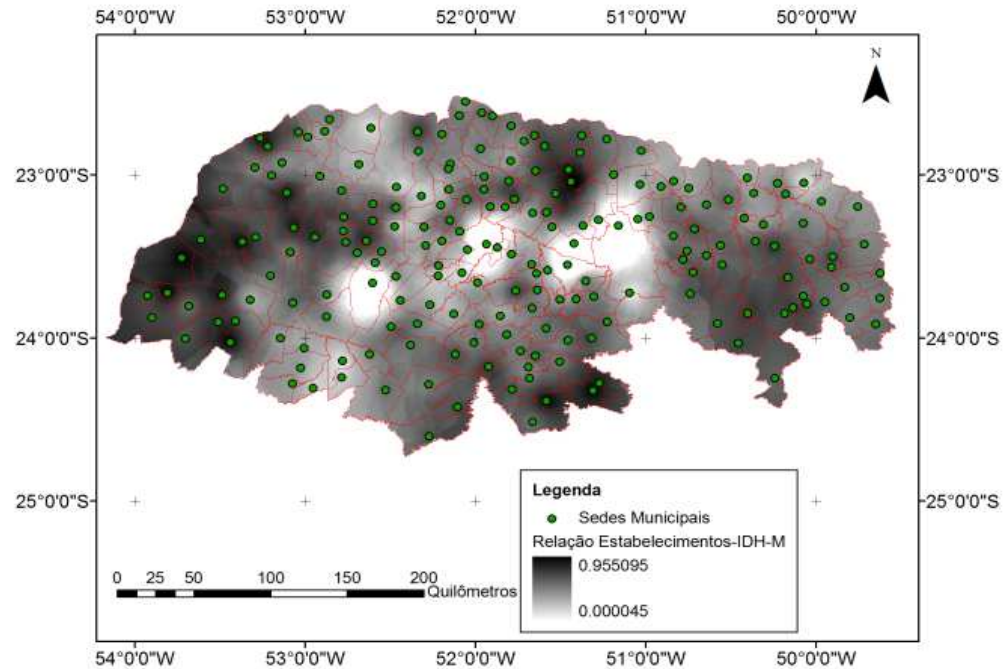 54°0'0"W 53°0'0"W 52°0'0"W 51°0'0"W 50°0'0"W
N
23°0'0"S 23°0'0"S
24°0'0"S 24°0'0"S
25°0'0"S 25°0'0"S
Legenda
Sedes Municipais
Relação Estabelecimentos-IDH-M
0.955095
0.000045
0 25 50 100 150 200
Quilômetros
54°0'0"W 53°0'0"W 52°0'0"W 51°0'0"W 50°0'0"W